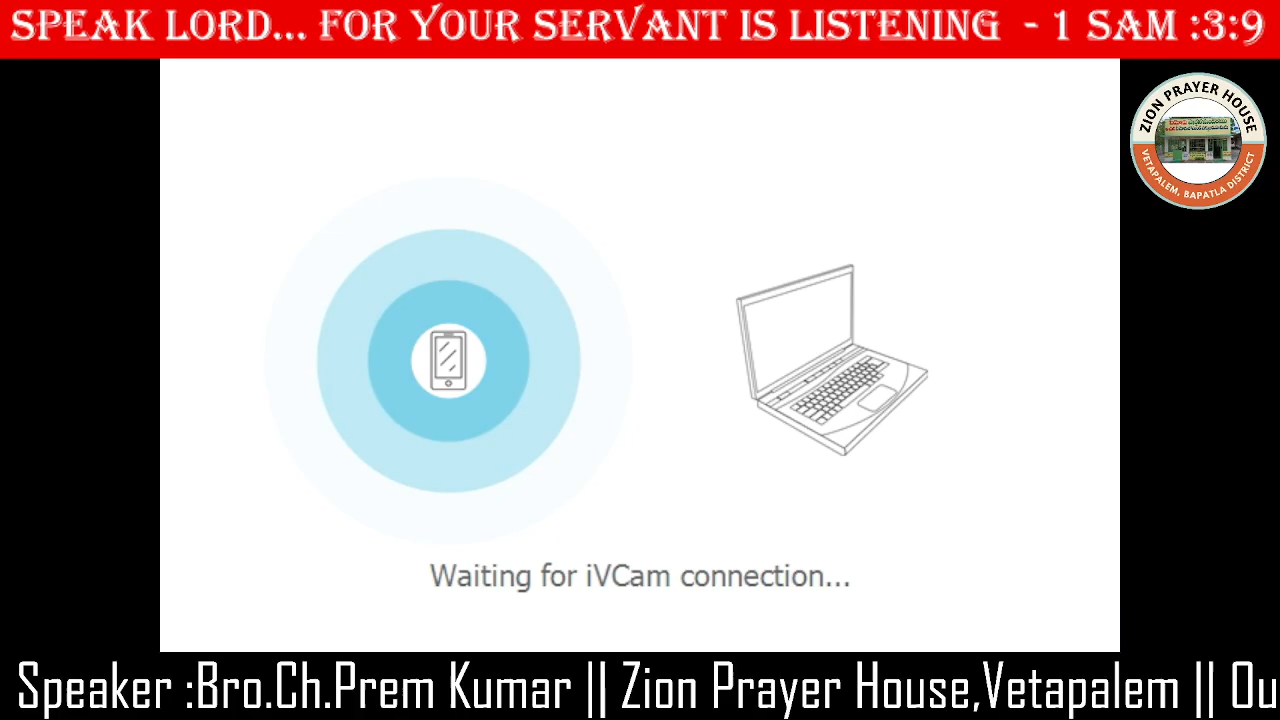 SPEAK LORD... FOR YOUR SERVANT IS LISTENING - 1 SAM :3:9
ZION PRAYER HOUSE
VETAPALEM, BAPATLA DISTRICT
Waiting for iVCam connection...
Speaker :Bro.Ch.Prem Kumar || Zion Prayer House,Vetapalem || Ou